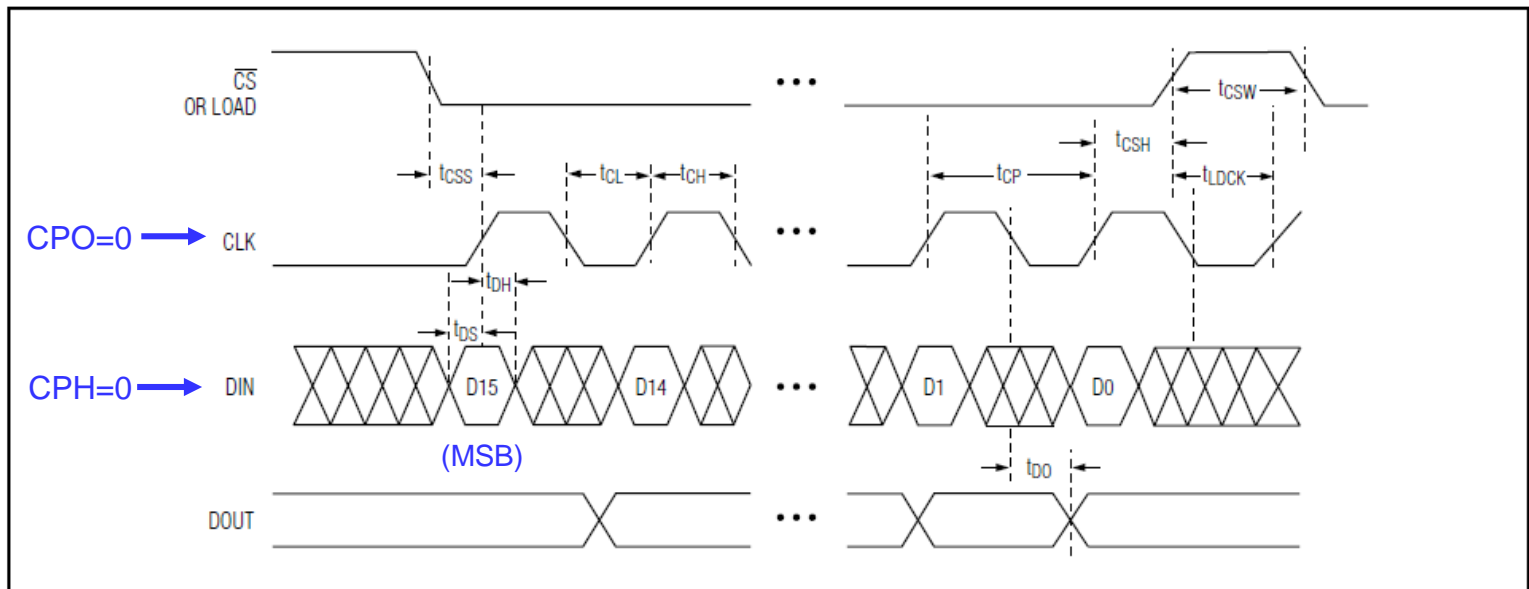 CS
OR LOAD
tCSW
tCSH
tCSS
tCL
tCH
tCP
tLDCK
CPO=0
CLK
tDH
tDS
CPH=0
DIN
D15
D14
D1
D0
(MSB)
tDO
DOUT